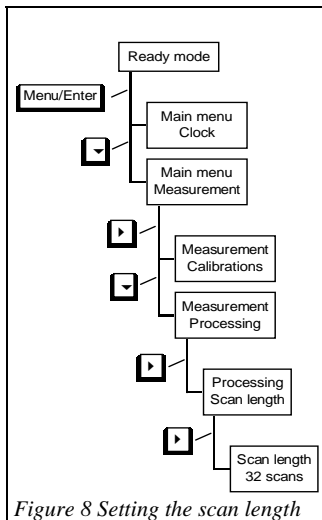 Ready mode
Menu/Enter
Main menu
Clock
Main menu
Measurement
Measurement
Calibrations
Measurement
Processing
Processing
Scan length
Scan length
32 scans
Figure 8 Setting the scan length